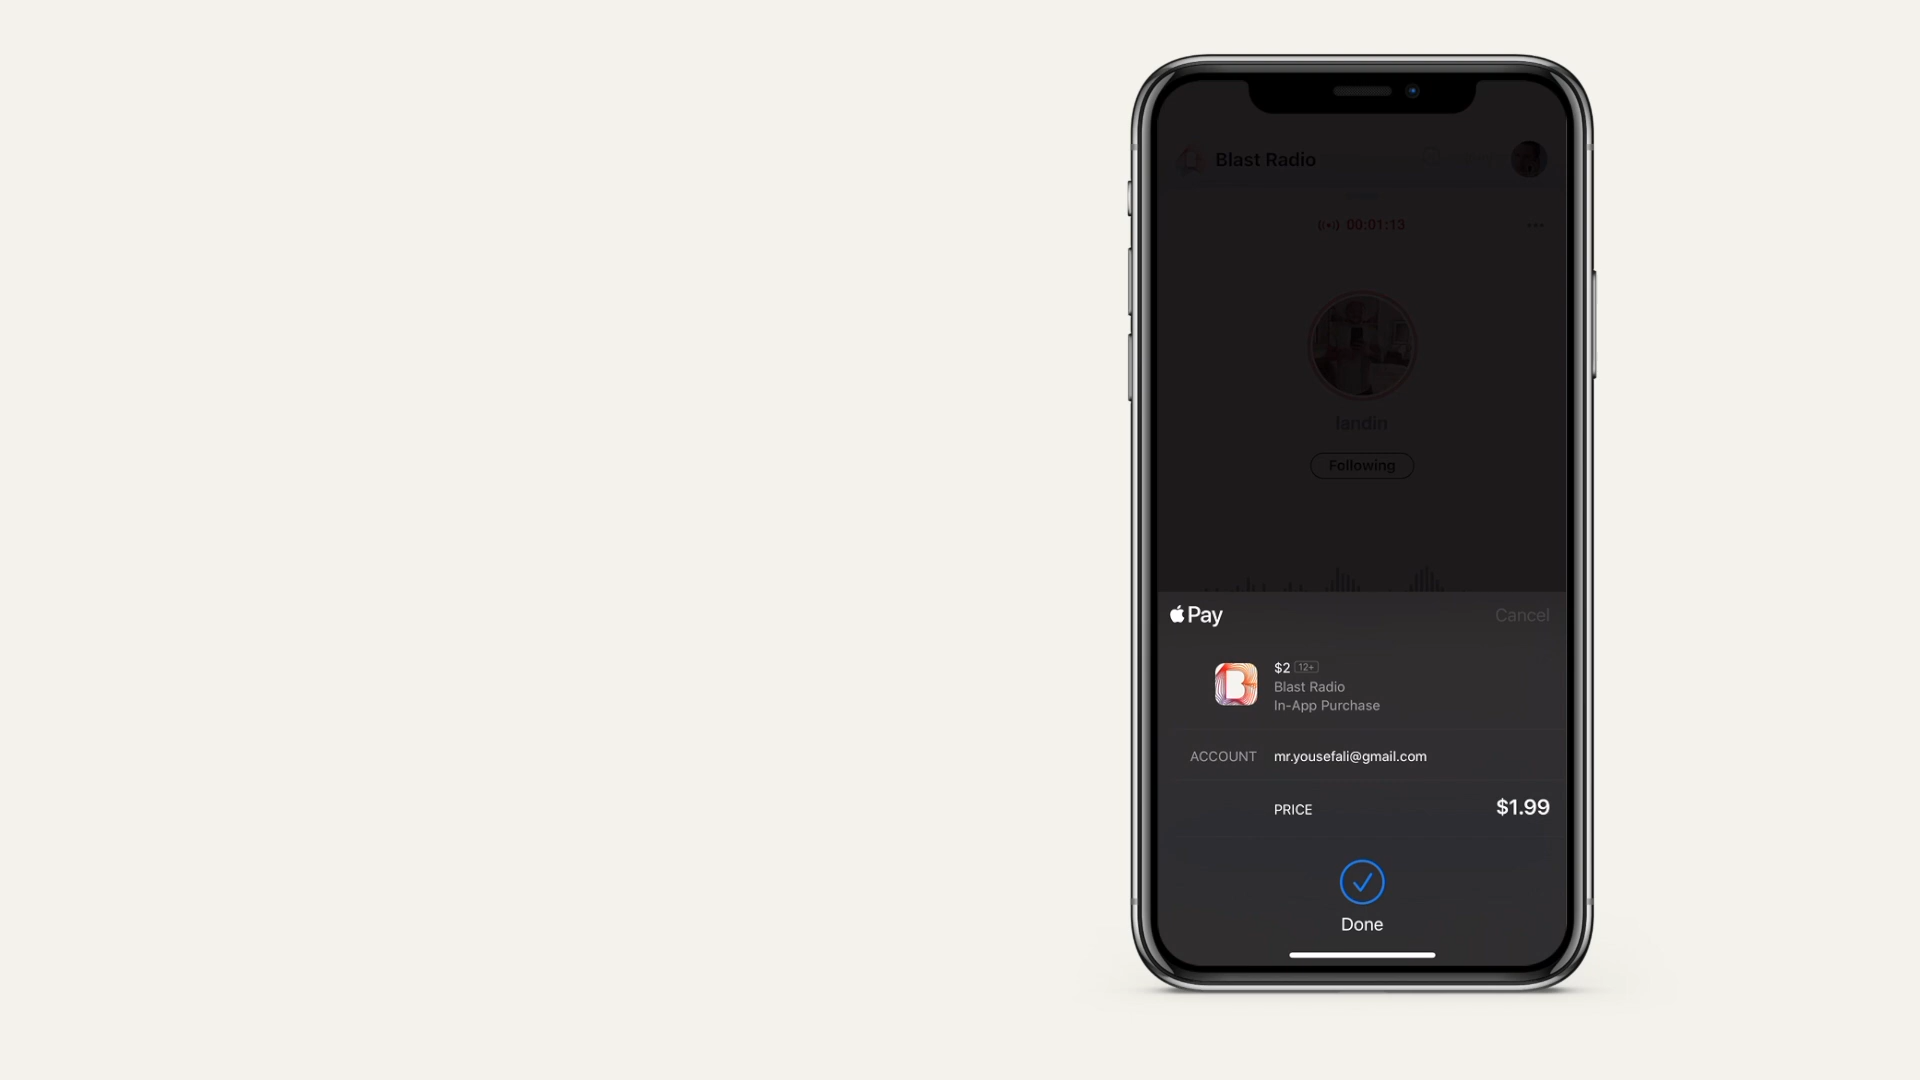 Blast Radio
00:01:13
landin
Following
Pay
Cancel
$2 12+
Blast Radio
In-App Purchase
ACCOUNT mr.yousefali@gmail.com
PRICE $1.99
Done